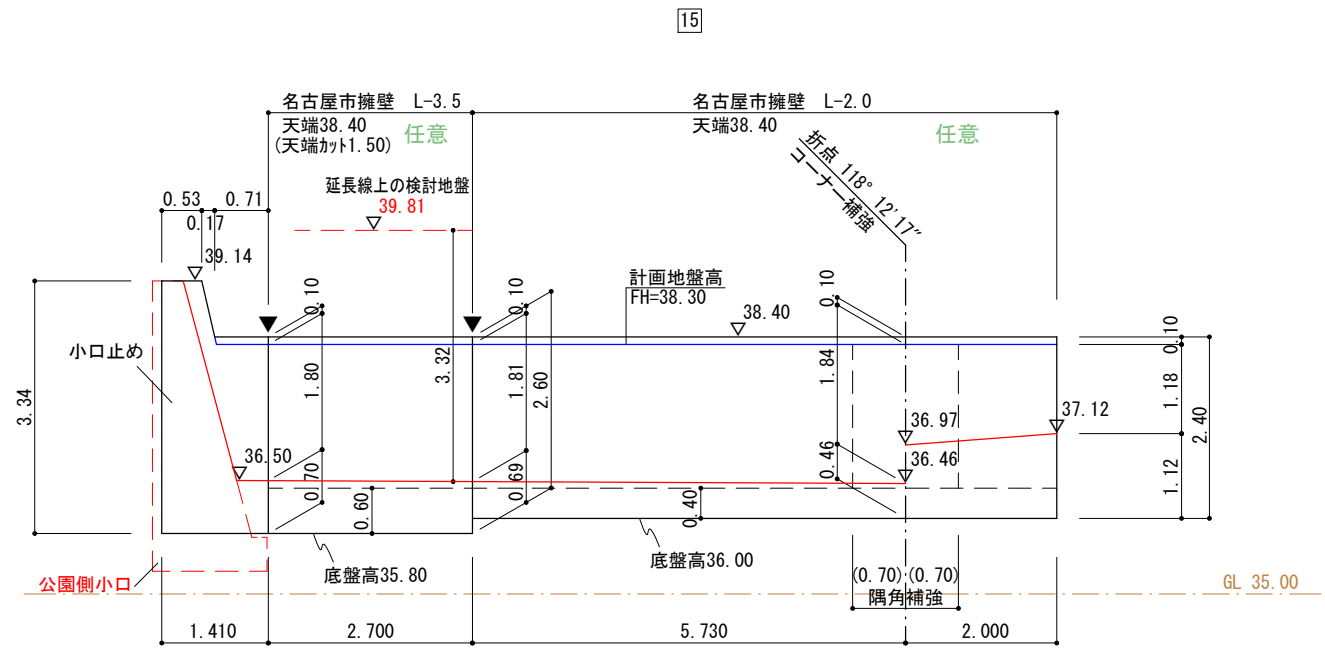 15
名古屋市擁壁 L-3.5
天端38.40
(天端ｶｯﾄ1.50)
任意
名古屋市擁壁 L-2.0
天端38.40
任意
折点 118° 12′17″
コーナー補強
延長線上の検討地盤
39.81
0.53
0.71
0.17
39.14
計画地盤高
FH=38.30
38.40
0.10
0.10
0.10
0.10
小口止め
3.34
1.80
3.32
1.81
2.60
1.84
1.18
2.40
37.12
36.97
36.50
36.46
0.70
0.60
0.69
0.40
0.46
1.12
底盤高35.80
底盤高36.00
公園側小口
(0.70)
(0.70)
隅角補強
GL 35.00
1.410
2.700
5.730
2.000